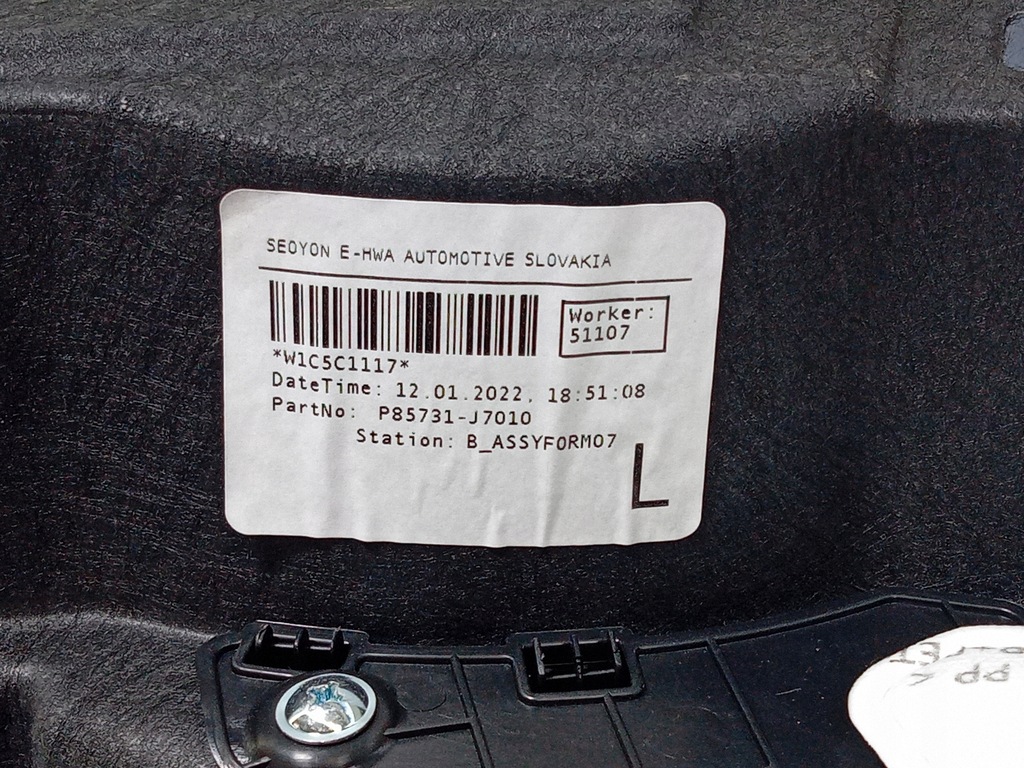 SEOYON E-HWA AUTOMOTIVE SLOVAKIA
Worker:
51107
*W1C5C1117*
DateTime: 12.01.2022, 18:51:08
PartNo: P85731-J7010
Station: B_ASSYFORM07
L
PP